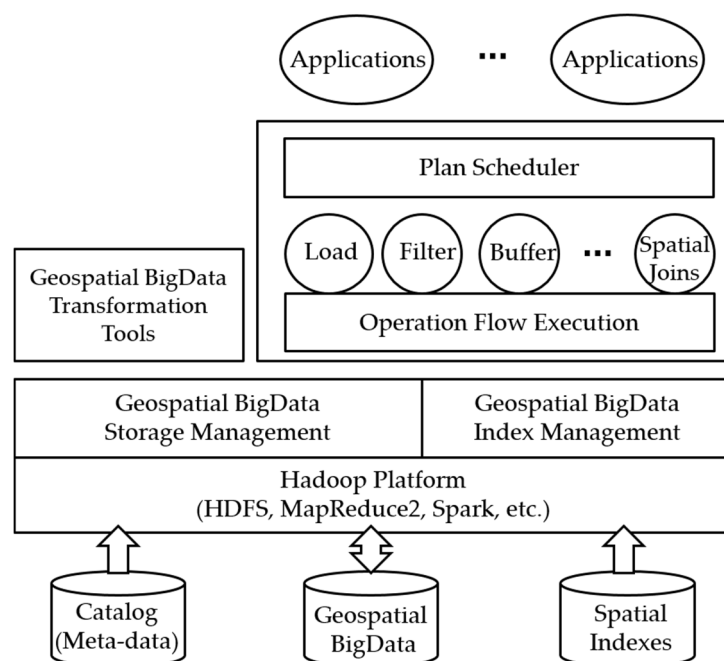 Applications
...
Applications
Plan Scheduler
Load
Filter
Buffer
...
Spatial
Joins
Operation Flow Execution
Geospatial BigData
Transformation
Tools
Geospatial BigData
Storage Management
Geospatial BigData
Index Management
Hadoop Platform
(HDFS, MapReduce2, Spark, etc.)
Catalog
(Meta-data)
Geospatial
BigData
Spatial
Indexes